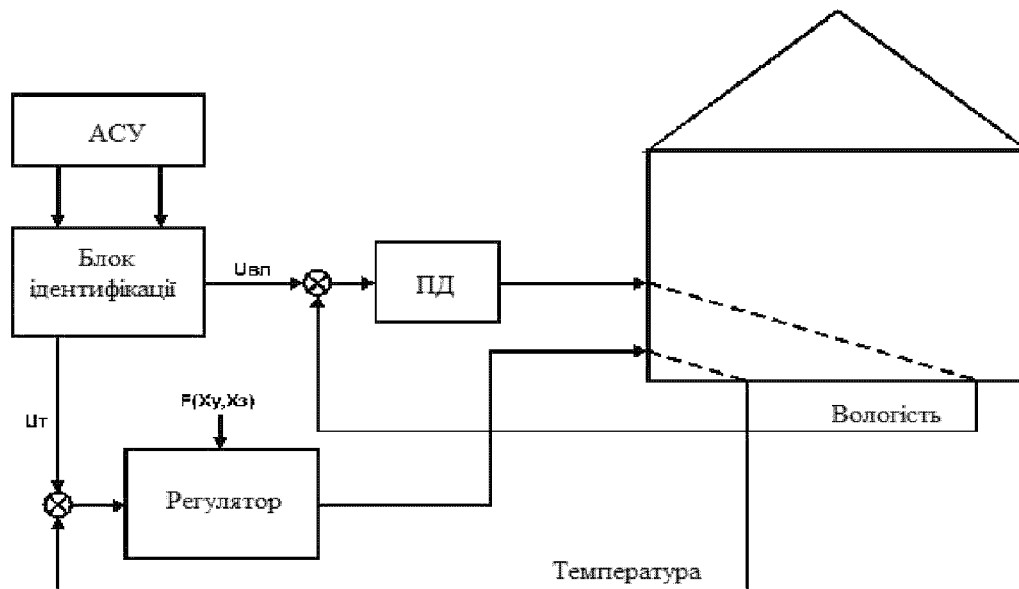 АСУ
Блок
ідентифікації
Uвл
ПД
Uт
F(Xу,Xз)
Вологість
Регулятор
Температура